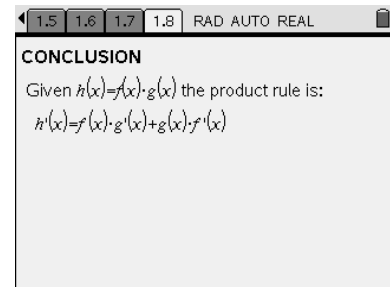 1.5 1.6 1.7 1.8 RAD AUTO REAL
CONCLUSION
Given h(x)=f(x)·g(x) the product rule is:
h'(x)=f(x)·g'(x)+g(x)·f'(x)